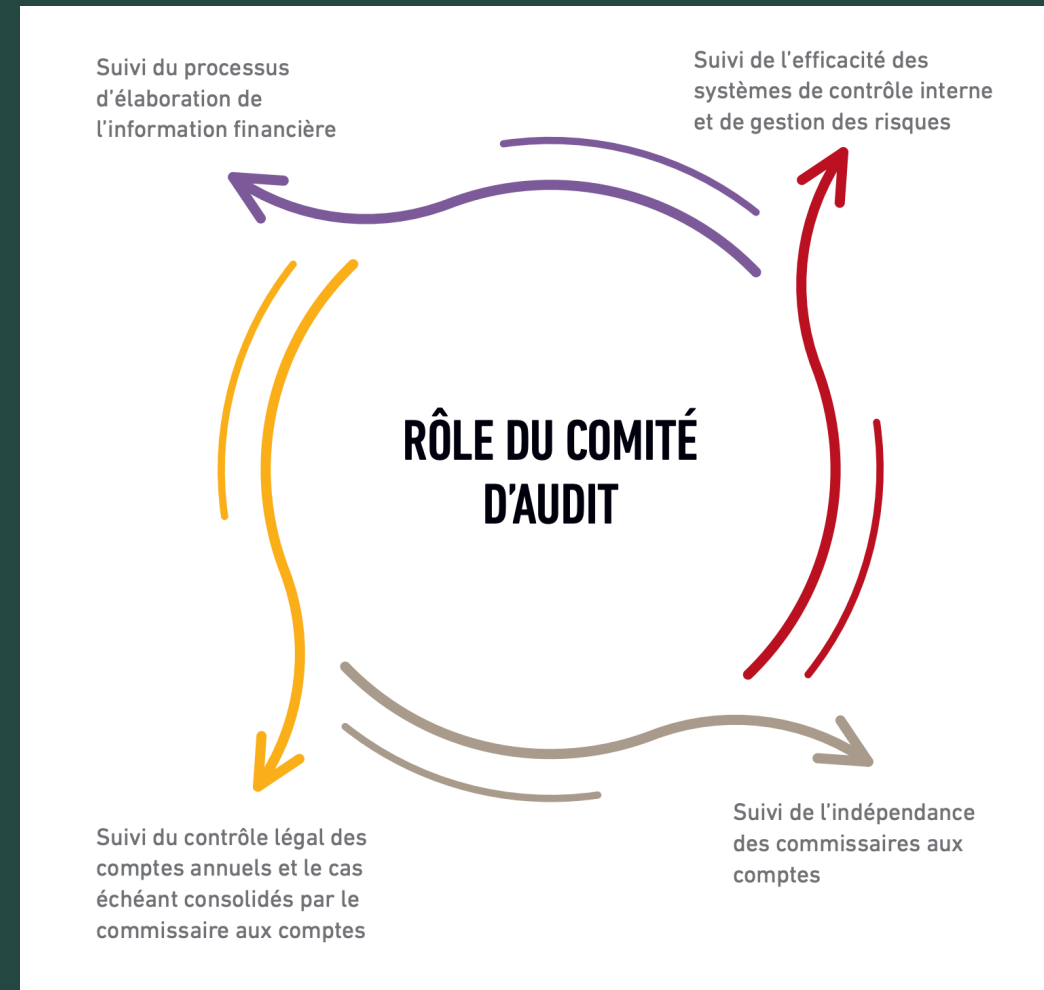 Suivi du processus
d’élaboration de
l’information financière
Suivi de l’efficacité des
systèmes de contrôle interne
et de gestion des risques
RÔLE DU COMITÉ
D’AUDIT
Suivi du contrôle légal des
comptes annuels et le cas
échéant consolidés par le
commissaire aux comptes
Suivi de l’indépendance
des commissaires aux
comptes